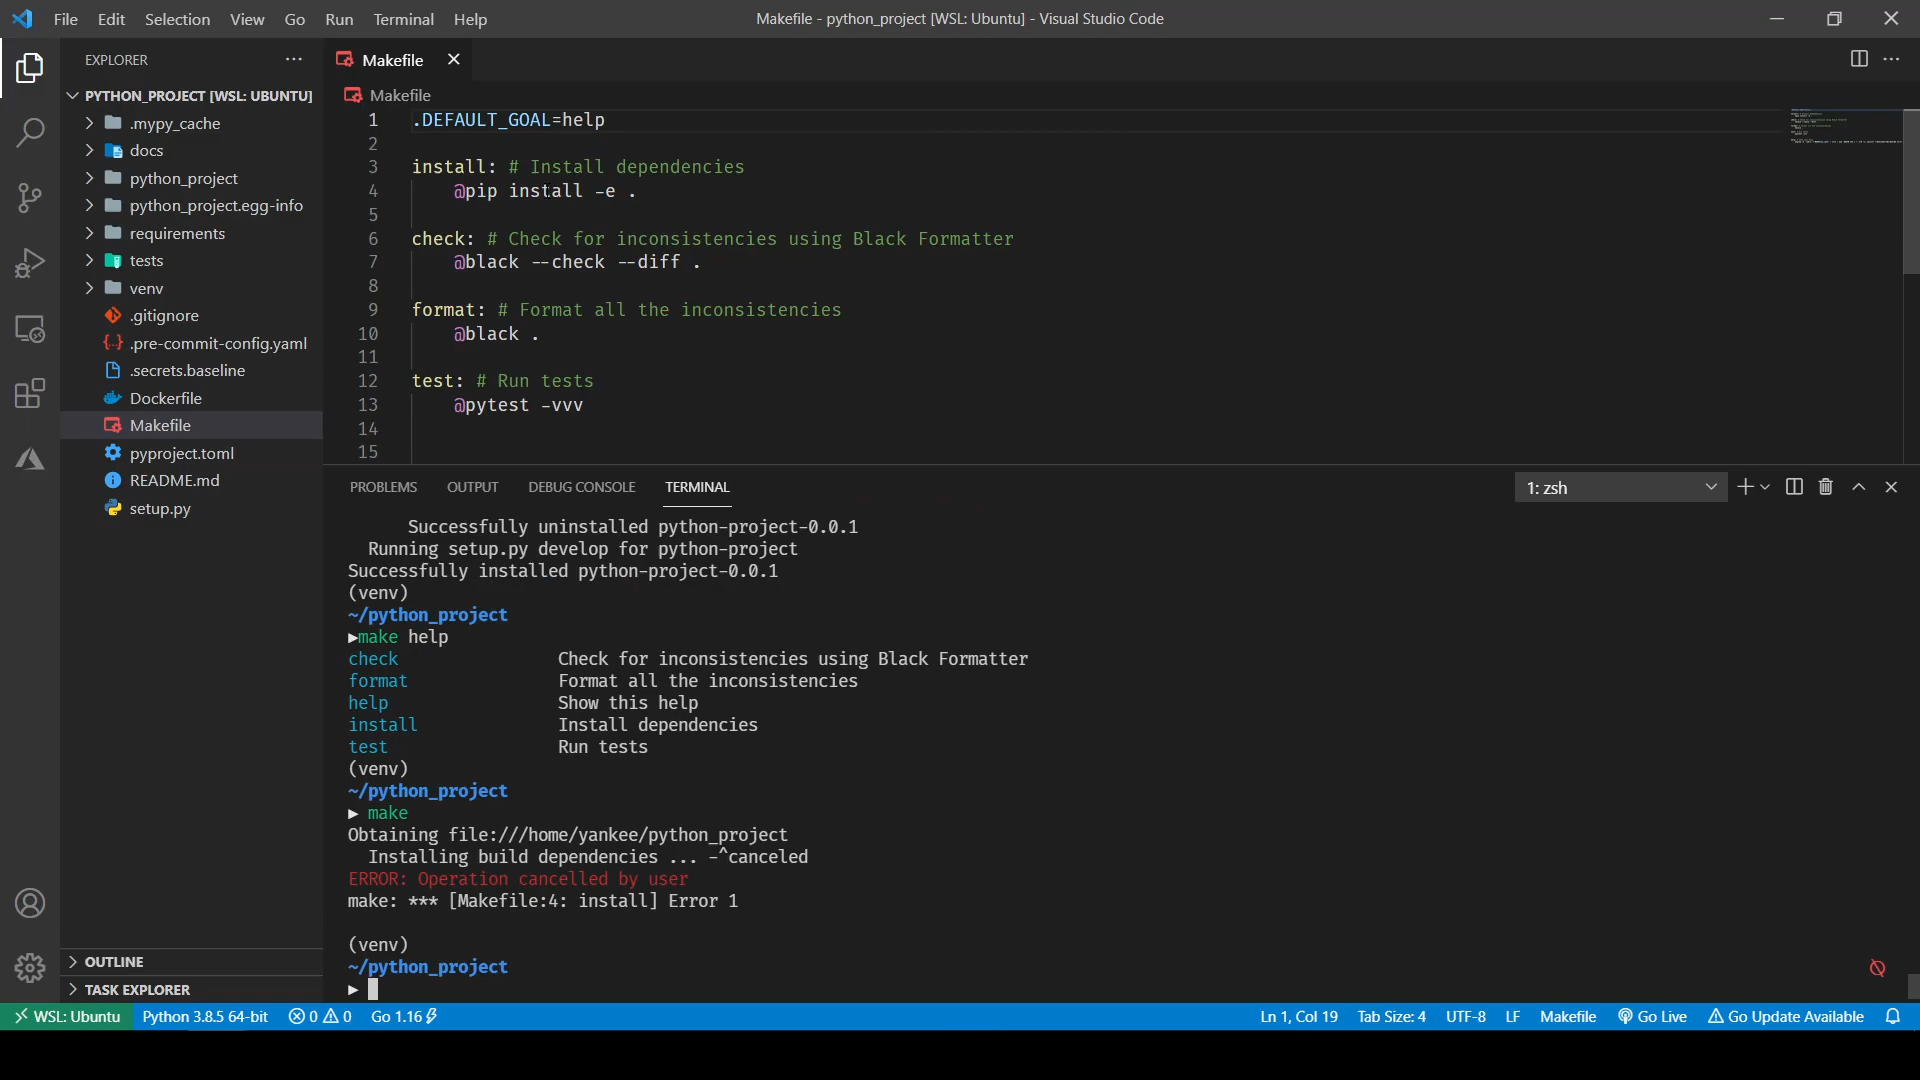 File Edit Selection View Go Run Terminal Help
Makefile - python_project [WSL: Ubuntu] - Visual Studio Code
EXPLORER
PYTHON_PROJECT [WSL: UBUNTU]
.mypy_cache
docs
python_project
python_project.egg-info
requirements
tests
venv
.gitignore
.pre-commit-config.yaml
.secrets.baseline
Dockerfile
Makefile
pyproject.toml
README.md
setup.py
OUTLINE
TASK EXPLORER
Makefile
Makefile
1 .DEFAULT_GOAL=help
2
3 install: # Install dependencies
4 @pip install -e .
5
6 check: # Check for inconsistencies using Black Formatter
7 @black --check --diff .
8
9 format: # Format all the inconsistencies
10 @black .
11
12 test: # Run tests
13 @pytest -vvv
14
15
PROBLEMS OUTPUT DEBUG CONSOLE TERMINAL
1: zsh
Successfully uninstalled python-project-0.0.1
Running setup.py develop for python-project
Successfully installed python-project-0.0.1
(venv)
~/python_project
▶make help
check Check for inconsistencies using Black Formatter
format Format all the inconsistencies
help Show this help
install Install dependencies
test Run tests
(venv)
~/python_project
▶ make
Obtaining file:///home/yankee/python_project
Installing build dependencies ... -^canceled
ERROR: Operation cancelled by user
make: *** [Makefile:4: install] Error 1
(venv)
~/python_project
▶
WSL: Ubuntu Python 3.8.5 64-bit 0 0 Go 1.16 Ln 1, Col 19 Tab Size: 4 UTF-8 LF Makefile Go Live Go Update Available